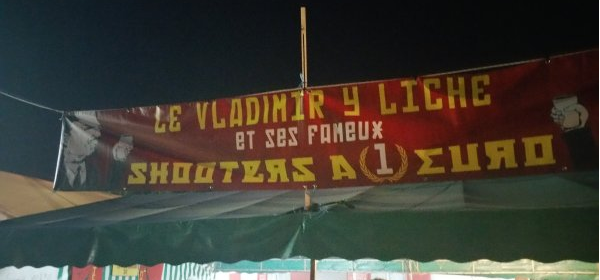 LE VLADIMIR Y LICHE
ET SES FAMEUX
SHOOTERS A 1 EURO